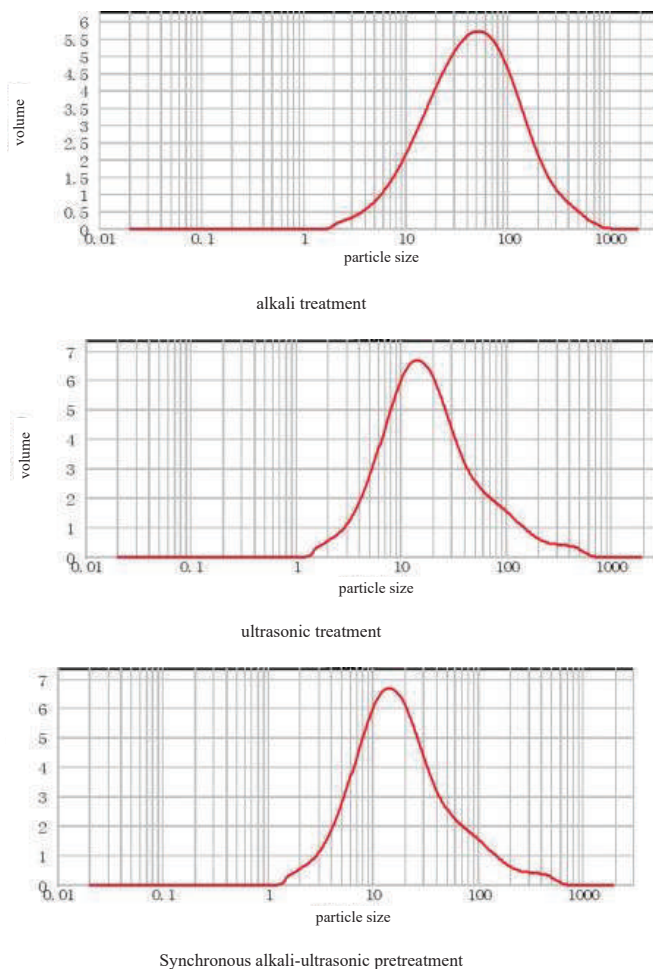 6
5.5
5
4.5
4
3.5
3
2.5
2
1.5
1
0.5
0
volume
0.01 0.1 1 10 100 1000
particle size
alkali treatment
7
6
5
4
3
2
1
0
volume
0.01 0.1 1 10 100 1000
particle size
ultrasonic treatment
7
6
5
4
3
2
1
0
0.01 0.1 1 10 100 1000
particle size
Synchronous alkali-ultrasonic pretreatment